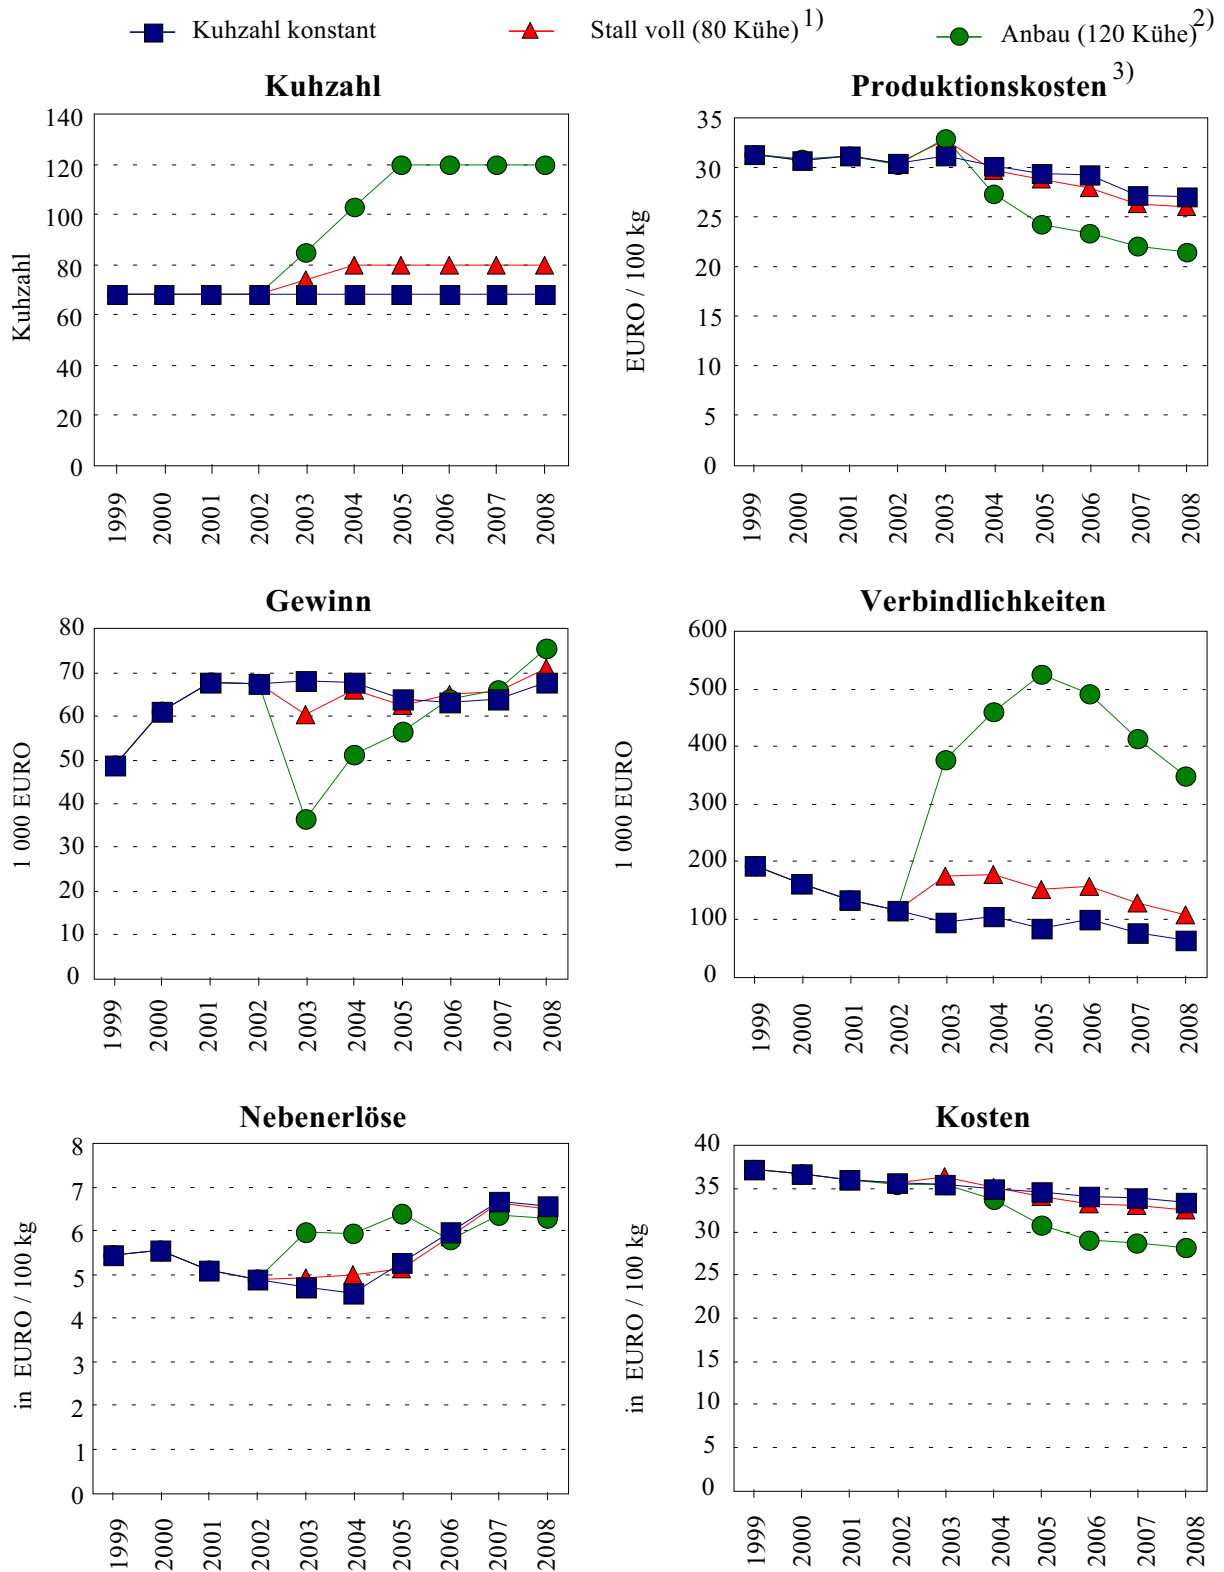 Kuhzahl konstant
Stall voll (80 Kühe) 1)
Anbau (120 Kühe) 2)
Kuhzahl
140
120
100
80
60
40
20
0
Kuhzahl
1999 2000 2001 2002 2003 2004 2005 2006 2007 2008
Produktionskosten 3)
35
30
25
20
15
10
5
0
EURO / 100 kg
1999 2000 2001 2002 2003 2004 2005 2006 2007 2008
Gewinn
80
70
60
50
40
30
20
10
0
1 000 EURO
1999 2000 2001 2002 2003 2004 2005 2006 2007 2008
Verbindlichkeiten
600
500
400
300
200
100
0
1 000 EURO
1999 2000 2001 2002 2003 2004 2005 2006 2007 2008
Nebenerlöse
8
7
6
5
4
3
2
1
0
in EURO / 100 kg
1999 2000 2001 2002 2003 2004 2005 2006 2007 2008
Kosten
40
35
30
25
20
15
10
5
0
in EURO / 100 kg
1999 2000 2001 2002 2003 2004 2005 2006 2007 2008